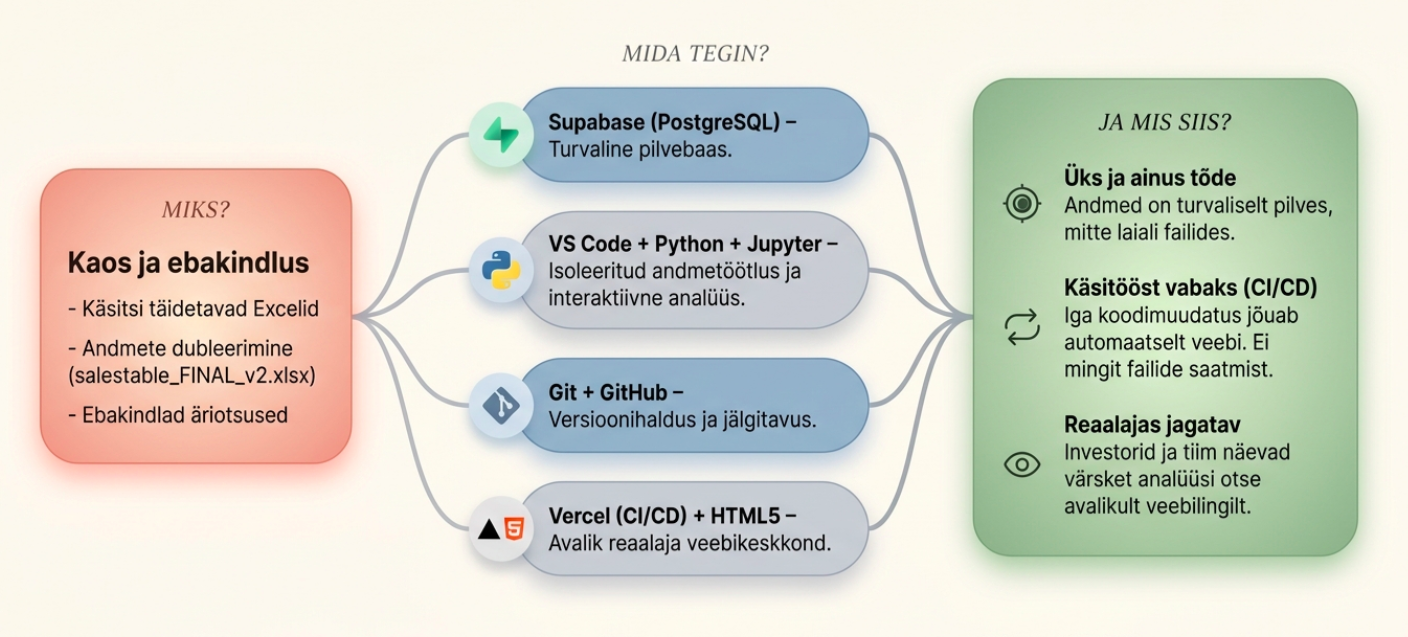 MIKS?
Kaos ja ebakindlus
- Käsitsi täidetavad Excelid
- Andmete dubleerimine
(salestable_FINAL_v2.xlsx)
- Ebakindlad äriotsused
MIDA TEGIN?
Supabase (PostgreSQL) –
Turvaline pilvebaas.
VS Code + Python + Jupyter –
Isoleeritud andmetöötlus ja
interaktiivne analüüs.
Git + GitHub –
Versioonihaldus ja jälgitavus.
5
Vercel (CI/CD) + HTML5 –
Avalik reaalaja veebikeskkond.
JA MIS SIIS?
Üks ja ainus tõde
Andmed on turvaliselt pilves,
mitte laiali failides.
Käsitööst vabaks (CI/CD)
Iga koodimuudatus jõuab
automaatselt veebi. Ei
mingit failide saatmist.
Reaalajas jagatav
Investorid ja tiim näevad
värsket analüüsi otse
avalikult veebilingilt.